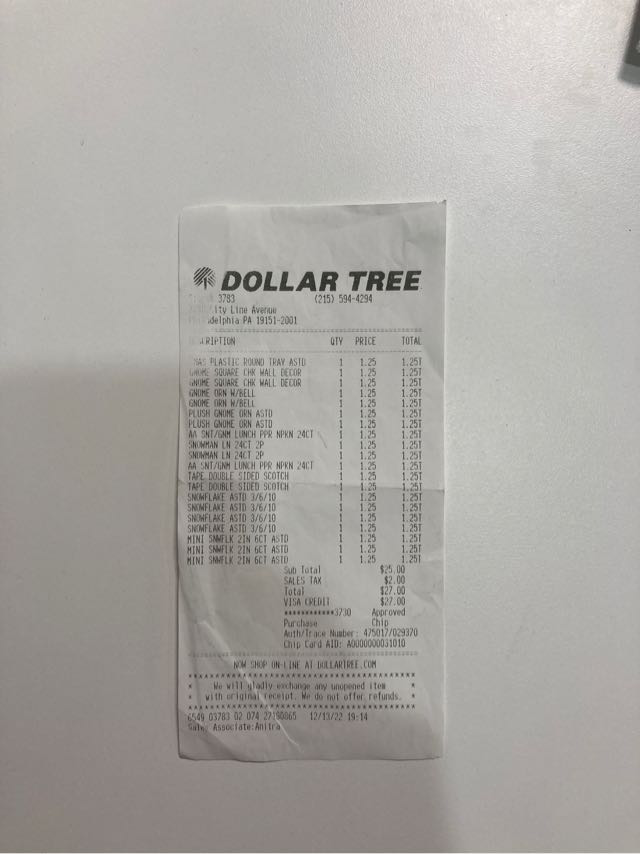 DOLLAR TREE
3783 (215) 594-4294
ity Line Avenue
delphia PA 19151-2001
RIPTION QTY PRICE TOTAL
PLASTIC ROUND TRAY ASTD 1 1.25 1.25T
GNOME SQUARE CHK WALL DECOR 1 1.25 1.25T
GNOME SQUARE CHK WALL DECOR 1 1.25 1.25T
GNOME ORN W/BELL 1 1.25 1.25T
GNOME ORN W/BELL 1 1.25 1.25T
PLUSH GNOME ORN ASTD 1 1.25 1.25T
PLUSH GNOME ORN ASTD 1 1.25 1.25T
AA SNT/GNM LUNCH PPR NPKN 24CT 1 1.25 1.25T
SNOWMAN LN 24CT 2P 1 1.25 1.25T
SNOWMAN LN 24CT 2P 1 1.25 1.25T
AA SNT/GNM LUNCH PPR NPKN 24CT 1 1.25 1.25T
TAPE DOUBLE SIDED SCOTCH 1 1.25 1.25T
TAPE DOUBLE SIDED SCOTCH 1 1.25 1.25T
SNOWFLAKE ASTD 3/6/10 1 1.25 1.25T
SNOWFLAKE ASTD 3/6/10 1 1.25 1.25T
SNOWFLAKE ASTD 3/6/10 1 1.25 1.25T
SNOWFLAKE ASTD 3/6/10 1 1.25 1.25T
MINI SNWFLK 2IN 6CT ASTD 1 1.25 1.25T
MINI SNWFLK 2IN 6CT ASTD 1 1.25 1.25T
MINI SNWFLK 2IN 6CT ASTD 1 1.25 1.25T
Sub Total $25.00
SALES TAX $2.00
Total $27.00
VISA CREDIT $27.00
************3730 Approved
Purchase Chip
Auth/Trace Number: 475017/029370
Chip Card AID: A0000000031010
NOW SHOP ON-LINE AT DOLLARTREE.COM
* We will gladly exchange any unopened item *
* with original receipt. We do not offer refunds. *
6549 03783 02 074 27180865 12/13/22 19:14
Sales Associate:Anitra